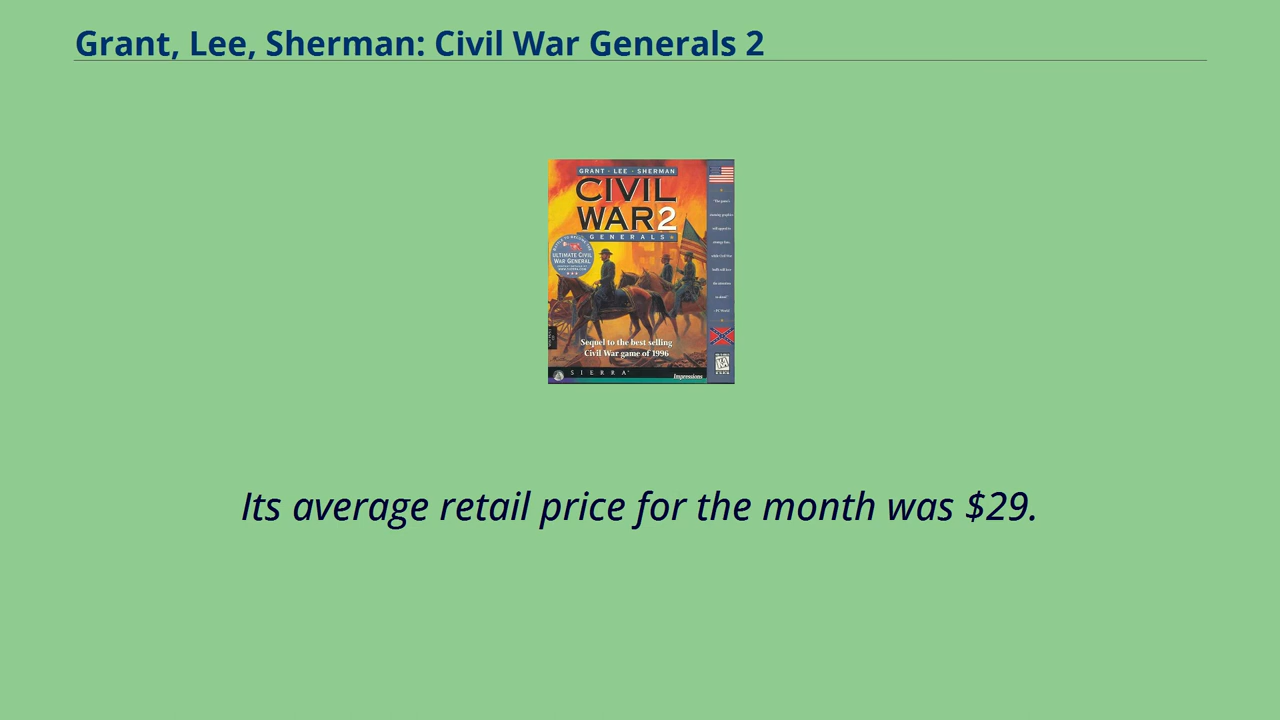 Grant, Lee, Sherman: Civil War Generals 2
GRANT · LEE · SHERMAN
CIVIL
WAR 2
GENERALS
ULTIMATE CIVIL
WAR GENERAL
Sequel to the best selling
Civil War game of 1996
SIERRA
Impressions
Its average retail price for the month was $29.